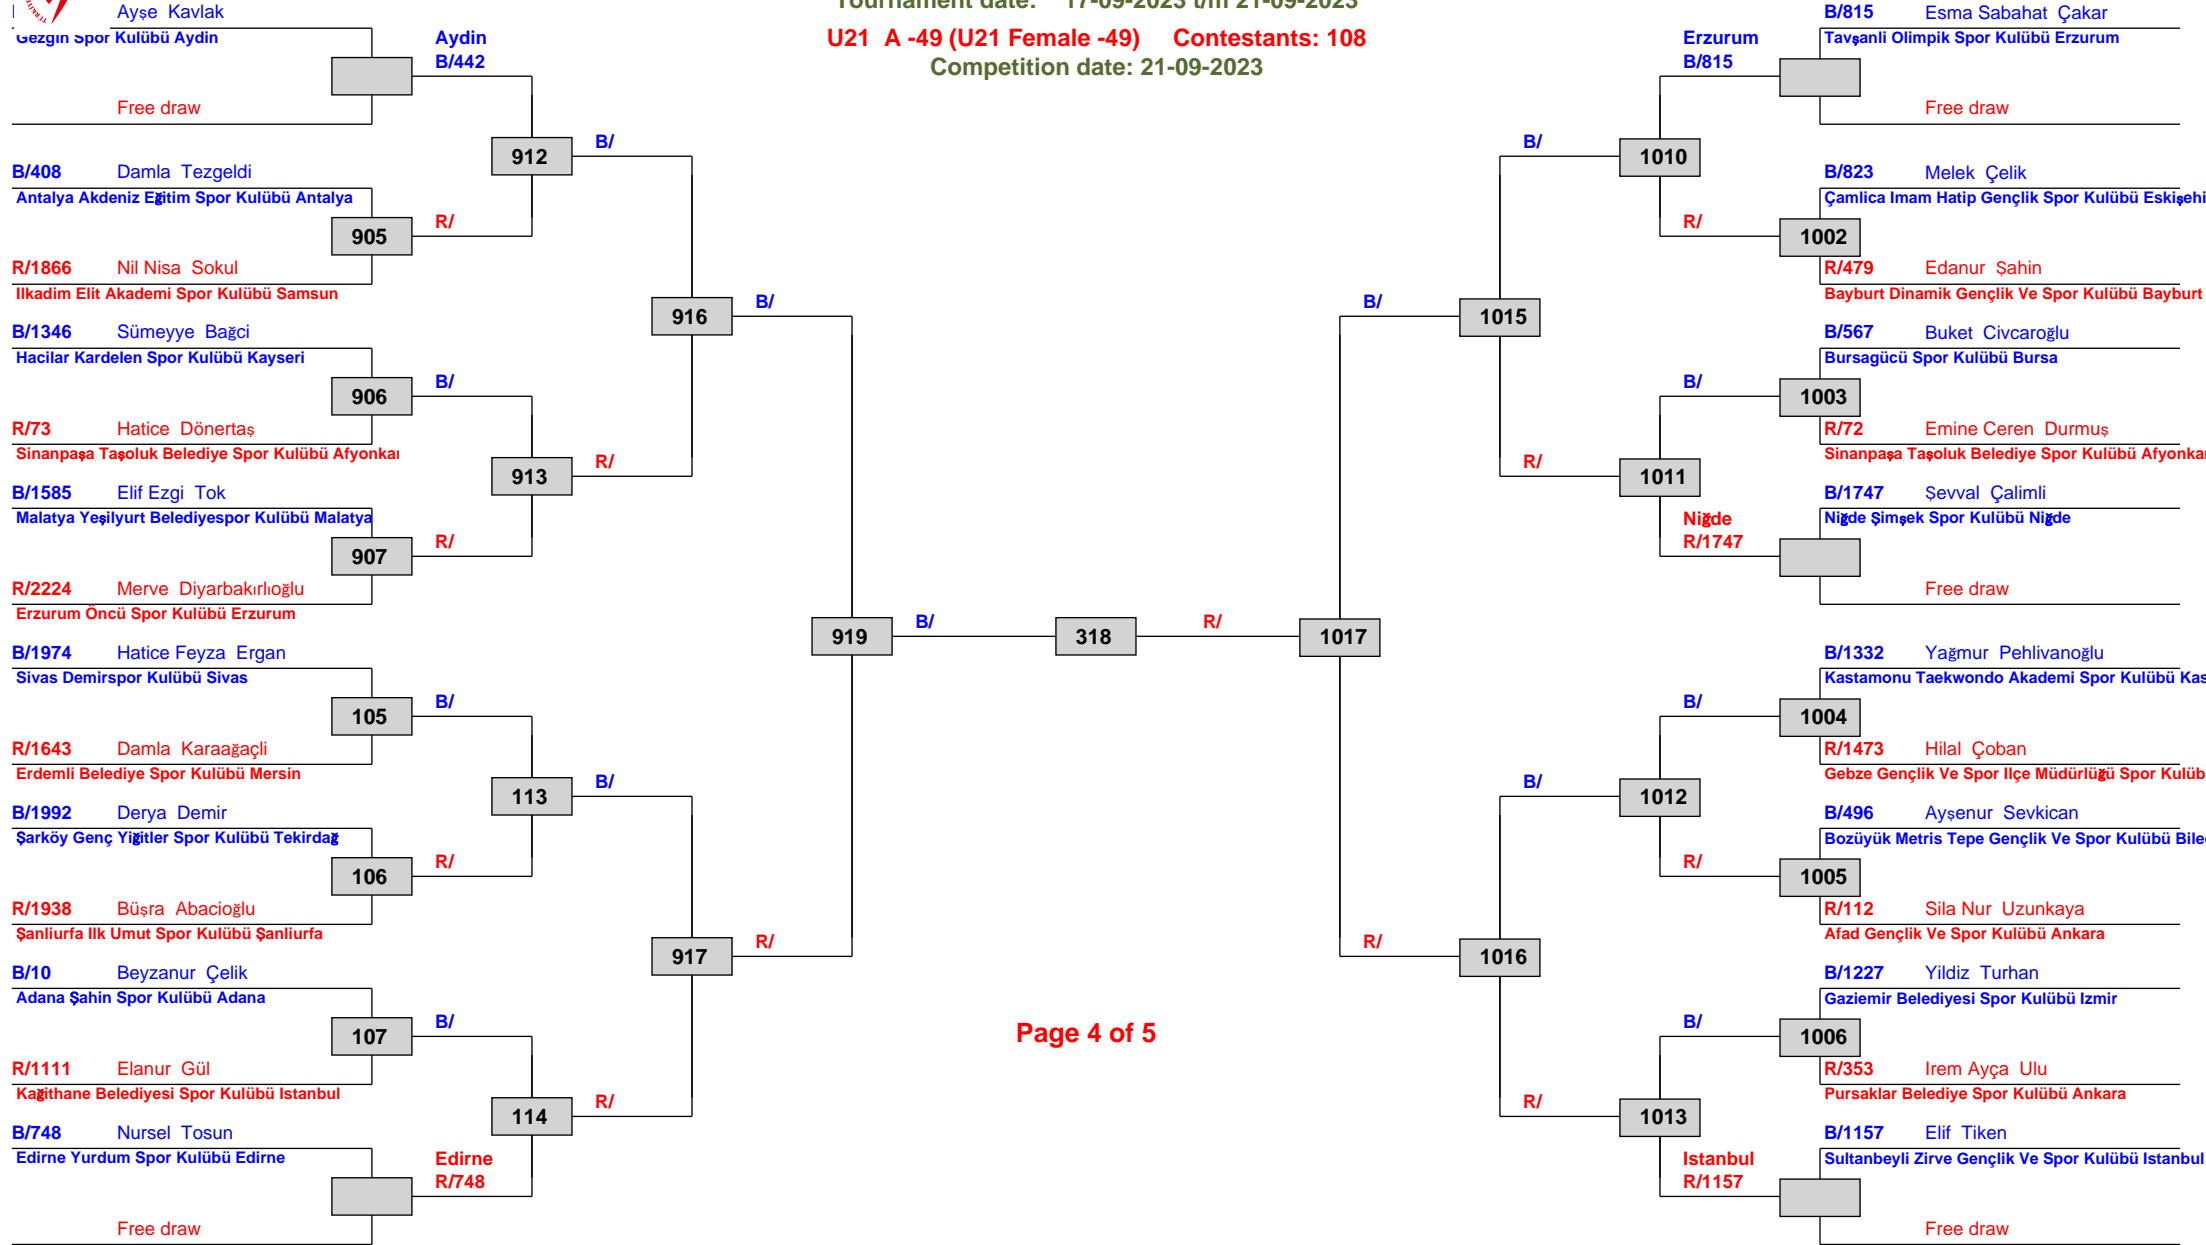 Tournament date: 17-09-2023 t/m 21-09-2023
U21 A -49 (U21 Female -49) Contestants: 108
Competition date: 21-09-2023
Ayşe Kavlak
Gezgin Spor Kulübü Aydin
Free draw
Aydin
B/442
B/408 Damla Tezgeldi
Antalya Akdeniz Eğitim Spor Kulübü Antalya
905
R/1866 Nil Nisa Sokul
Ilkadim Elit Akademi Spor Kulübü Samsun
R/
912
B/
B/1346 Sümeyye Bağci
Hacilar Kardelen Spor Kulübü Kayseri
906
R/73 Hatice Dönertaş
Sinanpaşa Taşoluk Belediye Spor Kulübü Afyonkar
B/
B/1585 Elif Ezgi Tok
Malatya Yeşilyurt Belediyespor Kulübü Malatya
907
R/2224 Merve Diyarbakırlıoğlu
Erzurum Öncü Spor Kulübü Erzurum
R/
913
R/
916
B/
B/1974 Hatice Feyza Ergan
Sivas Demirspor Kulübü Sivas
105
R/1643 Damla Karaağaçli
Erdemli Belediye Spor Kulübü Mersin
B/
B/1992 Derya Demir
Şarköy Genç Yiğitler Spor Kulübü Tekirdağ
106
R/1938 Büşra Abacioğlu
Şanliurfa Ilk Umut Spor Kulübü Şanliurfa
R/
113
B/
B/10 Beyzanur Çelik
Adana Şahin Spor Kulübü Adana
107
R/1111 Elanur Gül
Kağithane Belediyesi Spor Kulübü Istanbul
B/
B/748 Nursel Tosun
Edirne Yurdum Spor Kulübü Edirne
Free draw
Edirne
R/748
114
R/
917
R/
919
B/
318
R/
1017
B/
1015
B/
1010
Erzurum
B/815
B/815 Esma Sabahat Çakar
Tavşanli Olimpik Spor Kulübü Erzurum
Free draw
R/
B/823 Melek Çelik
Çamlica Imam Hatip Gençlik Spor Kulübü Eskişehi
1002
R/479 Edanur Şahin
Bayburt Dinamik Gençlik Ve Spor Kulübü Bayburt
R/
1011
B/
B/567 Buket Civcaroğlu
Bursagücü Spor Kulübü Bursa
1003
R/72 Emine Ceren Durmuş
Sinanpaşa Taşoluk Belediye Spor Kulübü Afyonkar
Niğde
R/1747
B/1747 Şevval Çalimli
Niğde Şimşek Spor Kulübü Niğde
Free draw
R/
1016
B/
1012
B/
B/1332 Yağmur Pehlivanoğlu
Kastamonu Taekwondo Akademi Spor Kulübü Kas
1004
R/1473 Hilal Çoban
Gebze Gençlik Ve Spor Ilçe Müdürlüğü Spor Kulüb
R/
B/496 Ayşenur Sevkican
Bozüyük Metris Tepe Gençlik Ve Spor Kulübü Bile
1005
R/112 Sila Nur Uzunkaya
Afad Gençlik Ve Spor Kulübü Ankara
R/
1013
B/
B/1227 Yildiz Turhan
Gaziemir Belediyesi Spor Kulübü Izmir
1006
R/353 Irem Ayça Ulu
Pursaklar Belediye Spor Kulübü Ankara
Istanbul
R/1157
B/1157 Elif Tiken
Sultanbeyli Zirve Gençlik Ve Spor Kulübü Istanbul
Free draw
Page 4 of 5